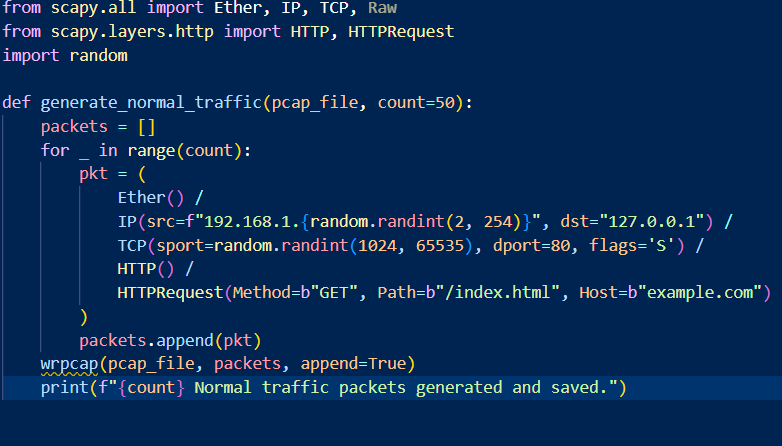 from scapy.all import Ether, IP, TCP, Raw
from scapy.layers.http import HTTP, HTTPRequest
import random

def generate_normal_traffic(pcap_file, count=50):
    packets = []
    for _ in range(count):
        pkt = (
            Ether() /
            IP(src=f"192.168.1.{random.randint(2, 254)}", dst="127.0.0.1") /
            TCP(sport=random.randint(1024, 65535), dport=80, flags='S') /
            HTTP() /
            HTTPRequest(Method=b"GET", Path=b"/index.html", Host=b"example.com")
        )
        packets.append(pkt)
    wrpcap(pcap_file, packets, append=True)
    print(f"{count} Normal traffic packets generated and saved.")